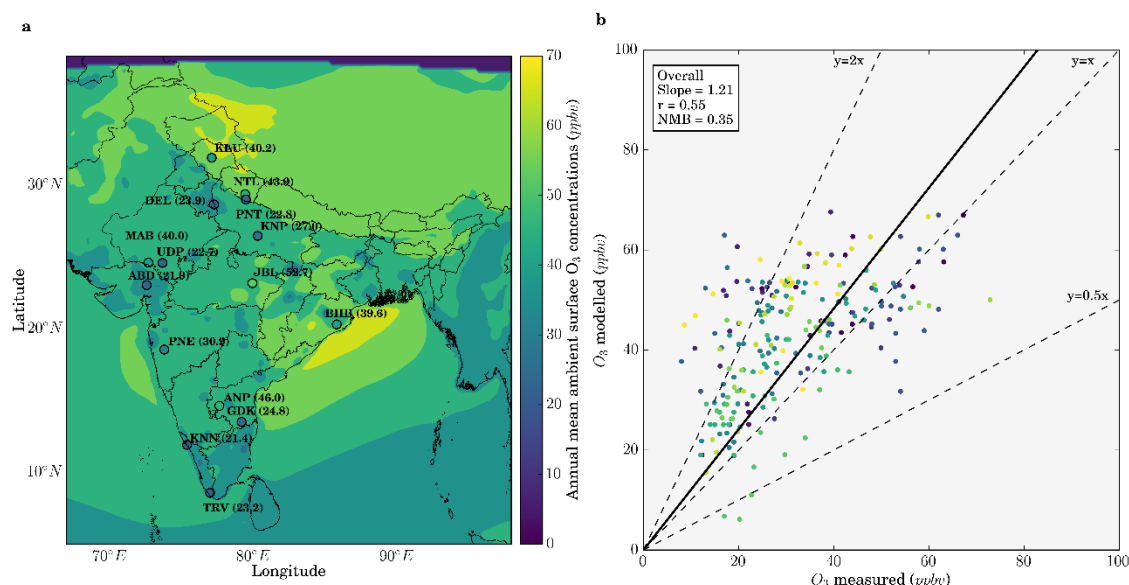 a
b
Annual mean ambient surface O₃ concentrations (ppbv)
70
60
50
40
30
20
10
0
30°N
20°N
10°N
Latitude
70°E
80°E
90°E
Longitude
KLU (40.2)
NTL (43.9)
DEL (23.9)
PNT (22.8)
KNP (27.0)
MAB (40.0)
UDP (22.7)
ABD (21.9)
JBL (52.7)
BHB (39.6)
PNE (30.9)
ANP (46.0)
GDK (24.8)
KNN (21.4)
TRV (23.2)
100
80
60
40
20
0
O₃ modelled (ppbv)
Overall
Slope = 1.21
r = 0.55
NMB = 0.35
y=2x
y=x
y=0.5x
0
20
40
60
80
100
O₃ measured (ppbv)